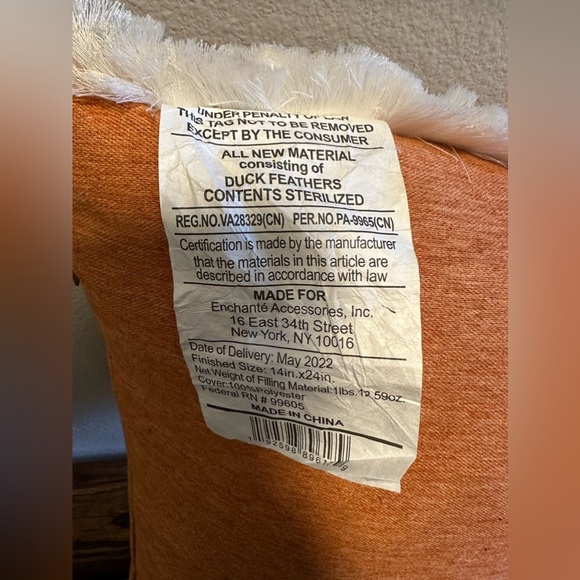 UNDER PENALTY OF LAW
THIS TAG NOT TO BE REMOVED
EXCEPT BY THE CONSUMER
ALL NEW MATERIAL
consisting of
DUCK FEATHERS
CONTENTS STERILIZED
REG.NO.VA28329(CN) PER.NO.PA-9965(CN)
Certification is made by the manufacturer
that the materials in this article are
described in accordance with law
MADE FOR
Enchanté Accessories, Inc.
16 East 34th Street
New York, NY 10016
Date of Delivery: May 2022
Finished Size: 14in.x24in.
Net Weight of Filling Material:1lbs.12.59oz.
Cover:100%Polyester
Federal RN # 99605
MADE IN CHINA